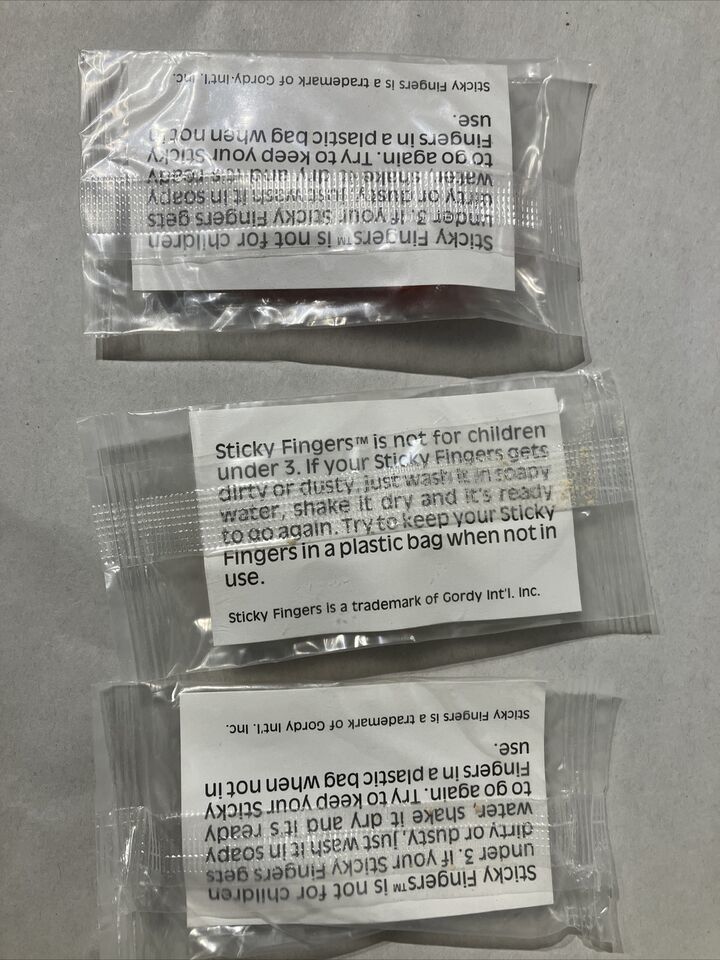 Sticky Fingers™ is not for children
under 3. If your Sticky Fingers gets
dirty or dusty, just wash it in soapy
water, shake it dry and it's ready
to go again. Try to keep your Sticky
Fingers in a plastic bag when not in
use.
Sticky Fingers is a trademark of Gordy Int'l. Inc.
Sticky Fingers™ is not for children
under 3. If your Sticky Fingers gets
dirty or dusty, just wash it in soapy
water, shake it dry and it's ready
to go again. Try to keep your Sticky
Fingers in a plastic bag when not in
use.
Sticky Fingers is a trademark of Gordy Int'l. Inc.
Sticky Fingers™ is not for children
under 3. If your Sticky Fingers gets
dirty or dusty, just wash it in soapy
water, shake it dry and it's ready
to go again. Try to keep your Sticky
Fingers in a plastic bag when not in
use.
Sticky Fingers is a trademark of Gordy Int'l. Inc.